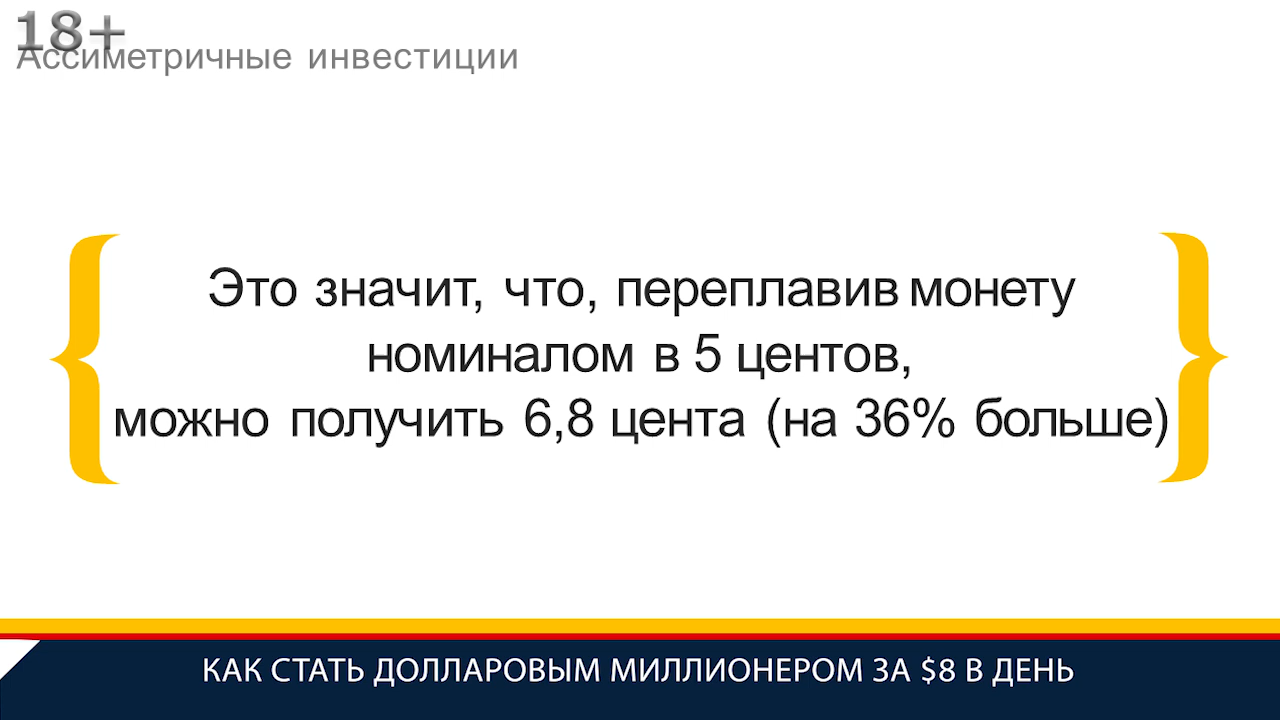 18+
Ассиметричные инвестиции
Это значит, что, переплавив монету
номиналом в 5 центов,
можно получить 6,8 цента (на 36% больше)
КАК СТАТЬ ДОЛЛАРОВЫМ МИЛЛИОНЕРОМ ЗА $8 В ДЕНЬ